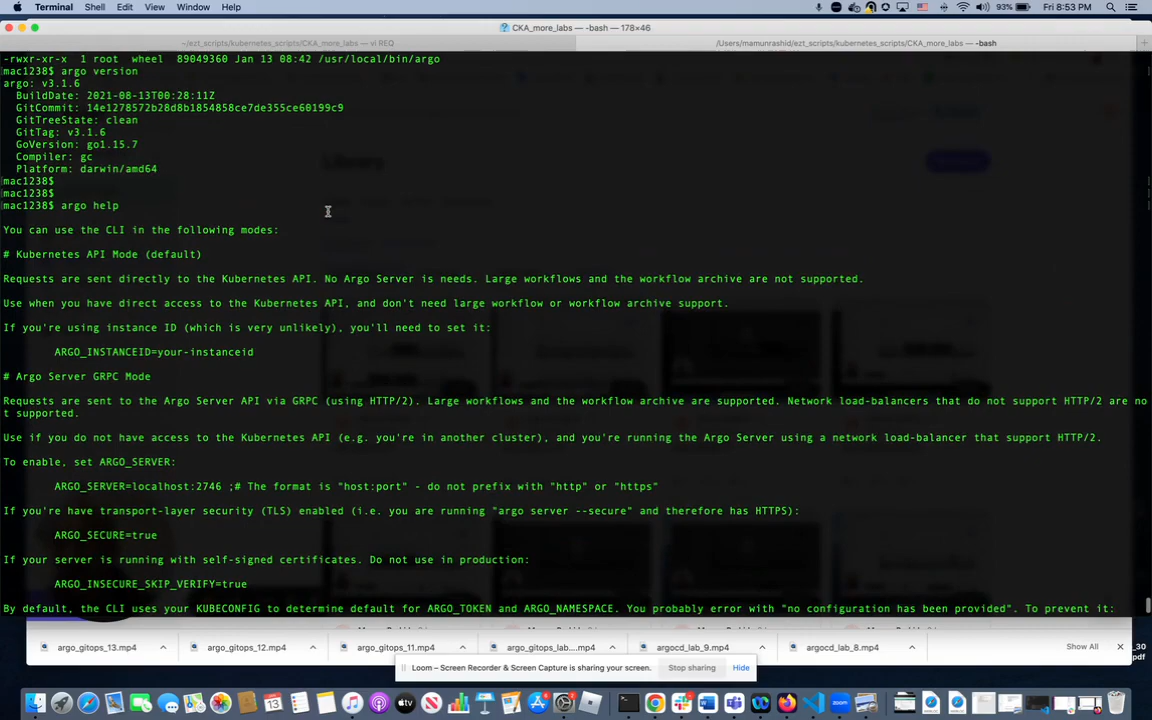 Terminal Shell Edit View Window Help
93% Fri 8:53 PM
CKA_more_labs — -bash — 178×46
~/ezt_scripts/kubernetes_scripts/CKA_more_labs — vi REQ
/Users/mamunrashid/ezt_scripts/kubernetes_scripts/CKA_more_labs — -bash
-rwxr-xr-x 1 root wheel 89049360 Jan 13 08:42 /usr/local/bin/argo
mac1238$ argo version
argo: v3.1.6
BuildDate: 2021-08-13T00:28:11Z
GitCommit: 14e1278572b28d8b1854858ce7de355ce60199c9
GitTreeState: clean
GitTag: v3.1.6
GoVersion: go1.15.7
Compiler: gc
Platform: darwin/amd64
mac1238$
mac1238$
mac1238$ argo help
You can use the CLI in the following modes:
# Kubernetes API Mode (default)
Requests are sent directly to the Kubernetes API. No Argo Server is needs. Large workflows and the workflow archive are not supported.
Use when you have direct access to the Kubernetes API, and don't need large workflow or workflow archive support.
If you're using instance ID (which is very unlikely), you'll need to set it:
ARGO_INSTANCEID=your-instanceid
# Argo Server GRPC Mode
Requests are sent to the Argo Server API via GRPC (using HTTP/2). Large workflows and the workflow archive are supported. Network load-balancers that do not support HTTP/2 are no
t supported.
Use if you do not have access to the Kubernetes API (e.g. you're in another cluster), and you're running the Argo Server using a network load-balancer that support HTTP/2.
To enable, set ARGO_SERVER:
ARGO_SERVER=localhost:2746 ;# The format is "host:port" - do not prefix with "http" or "https"
If you're have transport-layer security (TLS) enabled (i.e. you are running "argo server --secure" and therefore has HTTPS):
ARGO_SECURE=true
If your server is running with self-signed certificates. Do not use in production:
ARGO_INSECURE_SKIP_VERIFY=true
By default, the CLI uses your KUBECONFIG to determine default for ARGO_TOKEN and ARGO_NAMESPACE. You probably error with "no configuration has been provided". To prevent it:
argo_gitops_13.mp4
argo_gitops_12.mp4
argo_gitops_11.mp4
argo_gitops_lab....mp4
argocd_lab_9.mp4
argocd_lab_8.mp4
Show All
_30
pdf
Loom – Screen Recorder & Screen Capture is sharing your screen.
Stop sharing
Hide